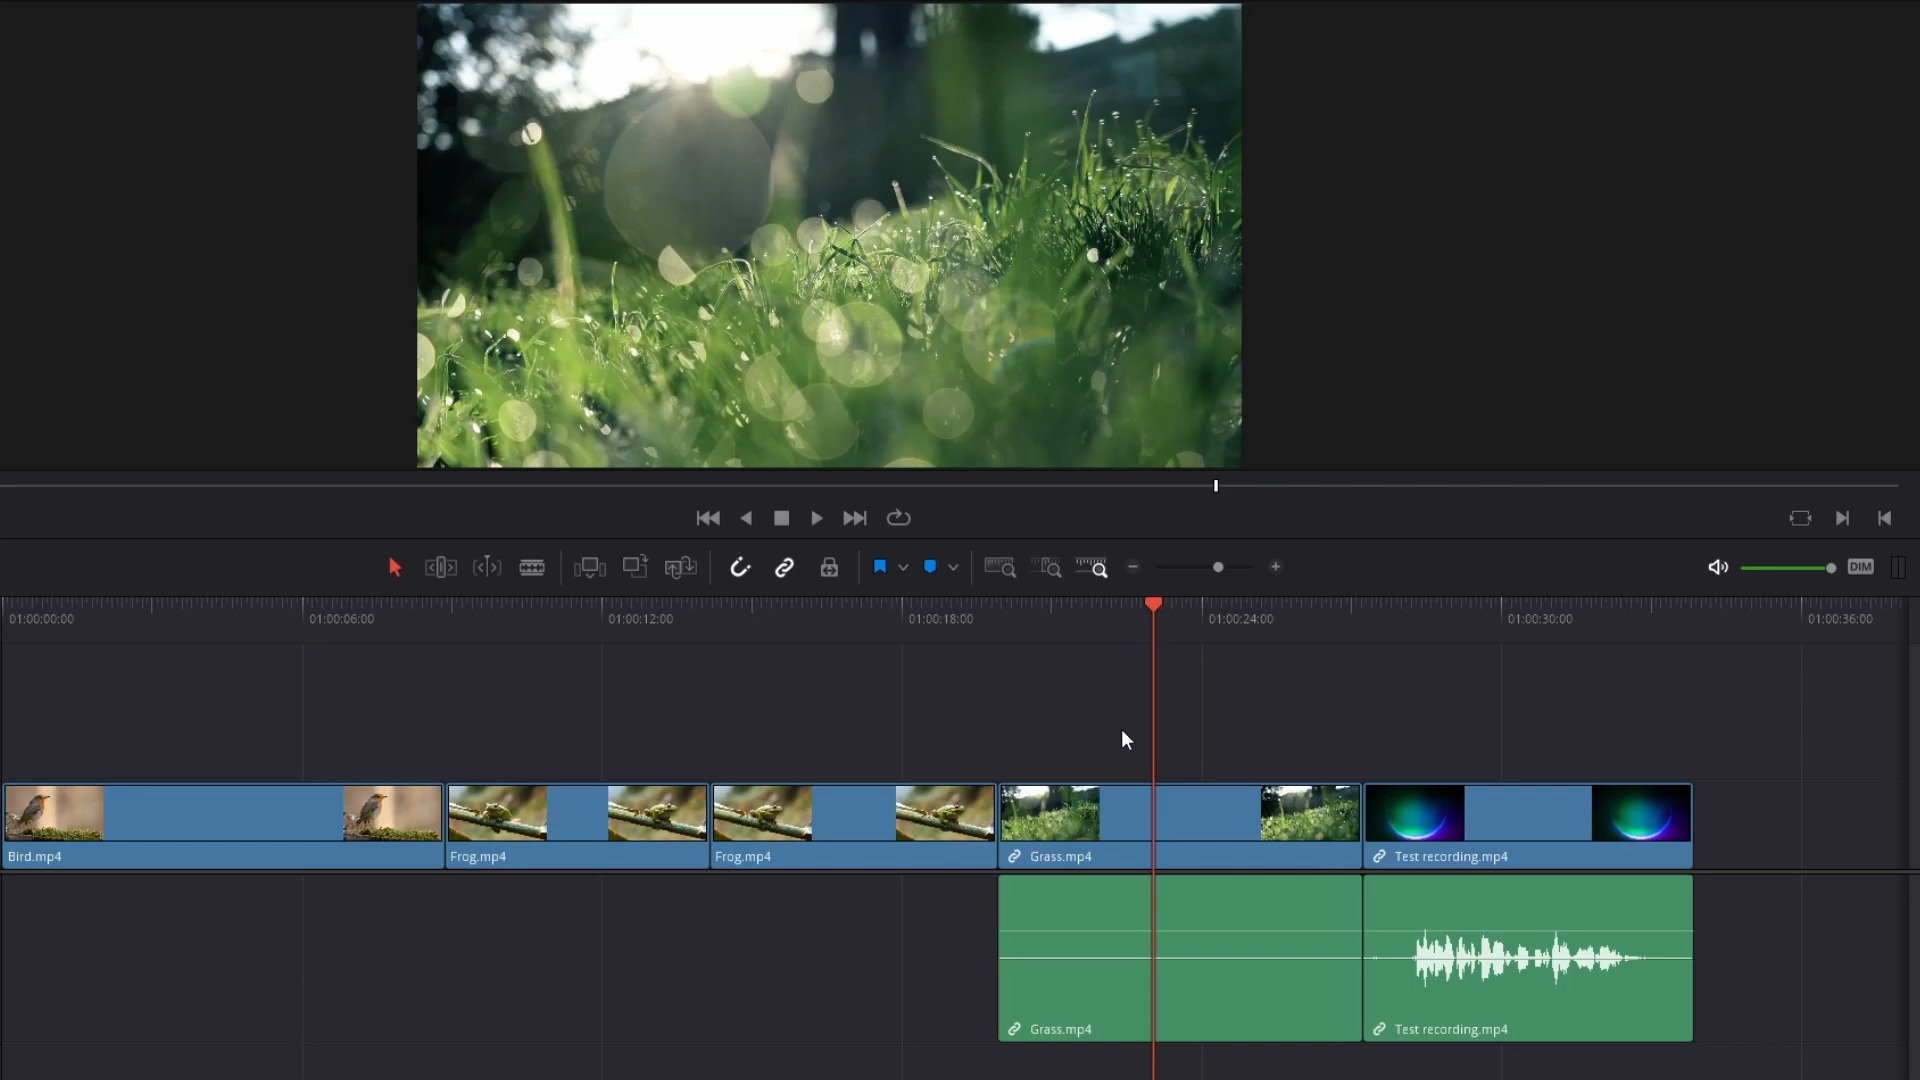 DIM
01:00:00:00 01:00:06:00 01:00:12:00 01:00:18:00 01:00:24:00 01:00:30:00 01:00:36:00
Bird.mp4 Frog.mp4 Frog.mp4 Grass.mp4 Test recording.mp4
Grass.mp4 Test recording.mp4